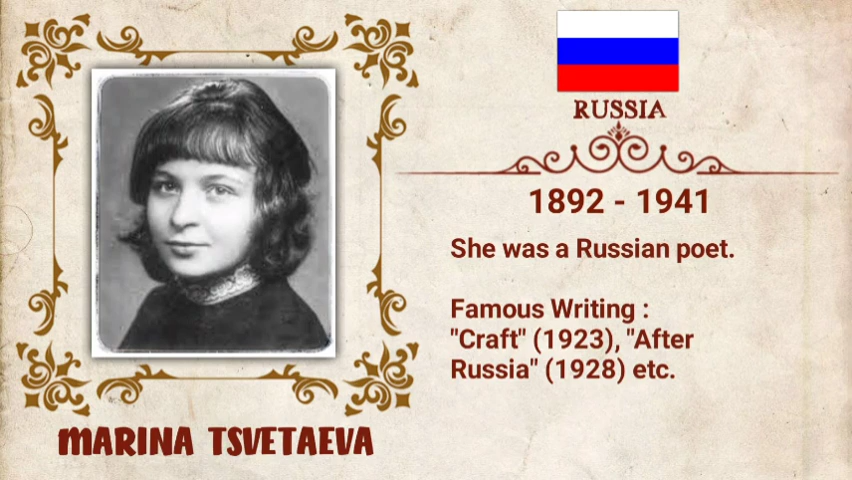 RUSSIA
1892 - 1941
She was a Russian poet.
Famous Writing :
"Craft" (1923), "After
Russia" (1928) etc.
MARINA TSVETAEVA